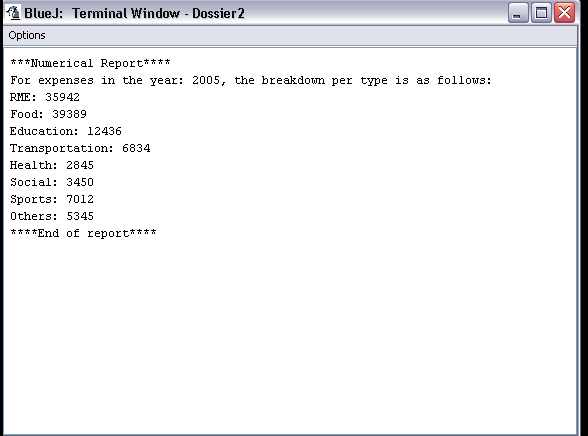 BlueJ: Terminal Window - Dossier2
Options
***Numerical Report****
For expenses in the year: 2005, the breakdown per type is as follows:
RME: 35942
Food: 39389
Education: 12436
Transportation: 6834
Health: 2845
Social: 3450
Sports: 7012
Others: 5345
****End of report****